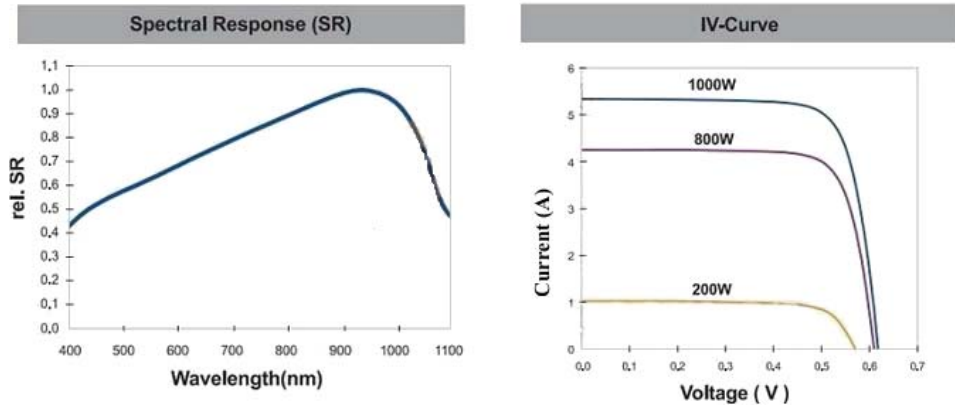 Spectral Response (SR)
1,1
1,0
0,9
0,8
0,7
0,6
0,5
0,4
0,3
0,2
0,1
0,0
rel. SR
400 500 600 700 800 900 1000 1100
Wavelength(nm)
IV-Curve
6
5
4
3
2
1
0
Current (A)
1000W
800W
200W
0,0 0,1 0,2 0,3 0,4 0,5 0,6 0,7
Voltage ( V )